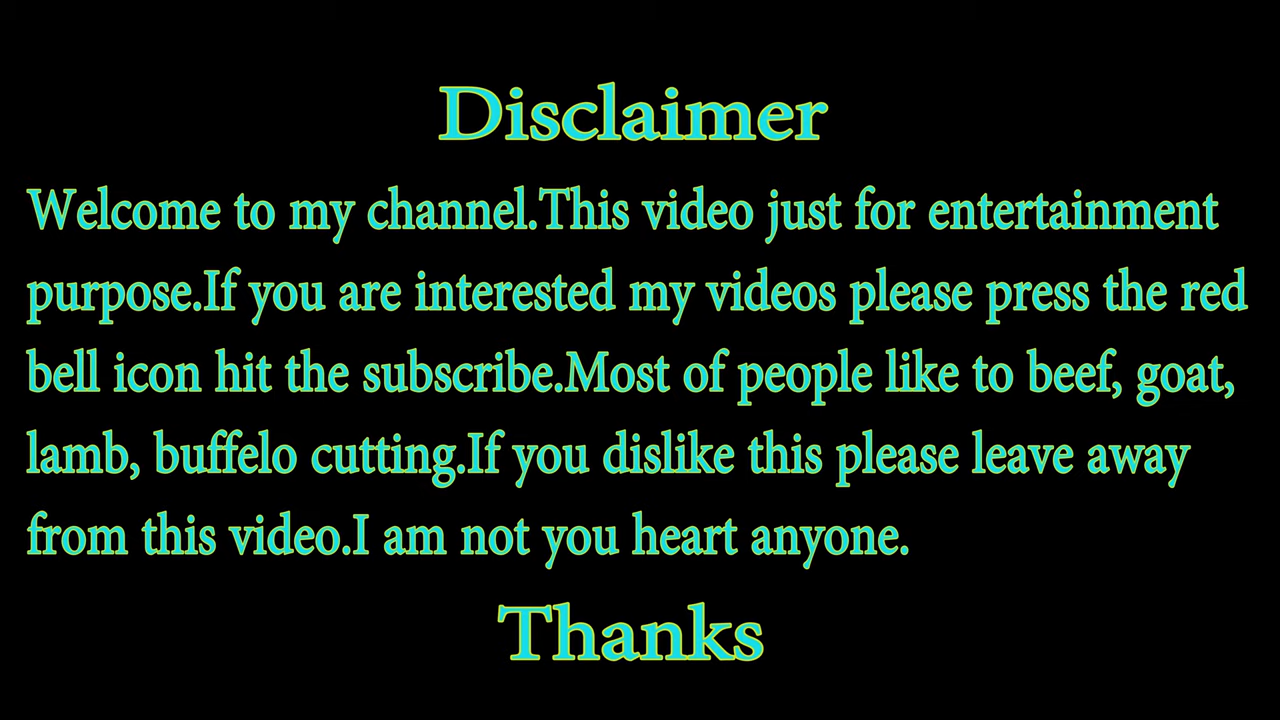 Disclaimer
Welcome to my channel.This video just for entertainment
purpose.If you are interested my videos please press the red
bell icon hit the subscribe.Most of people like to beef, goat,
lamb, buffelo cutting.If you dislike this please leave away
from this video.I am not you heart anyone.
Thanks